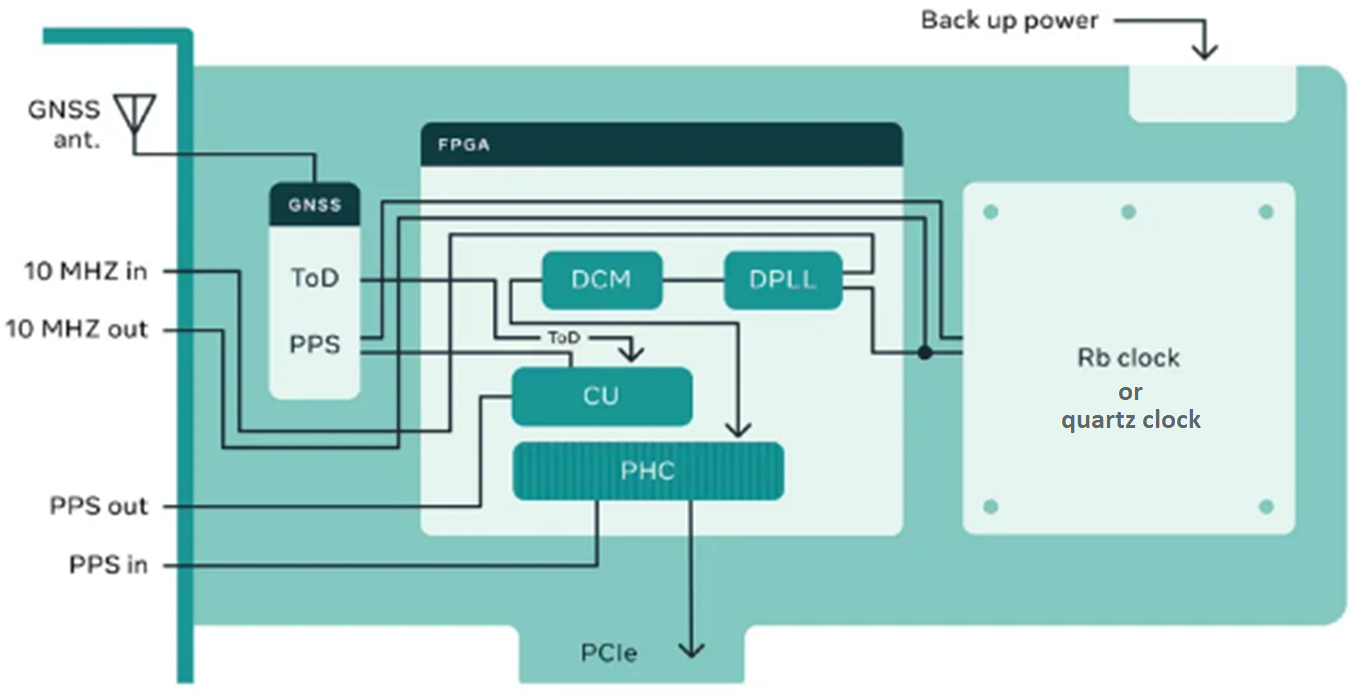 Back up power
GNSS
ant.
FPGA
GNSS
10 MHZ in
ToD
DCM
DPLL
10 MHZ out
PPS
ToD
Rb clock
or
quartz clock
CU
PHC
PPS out
PPS in
PCIe